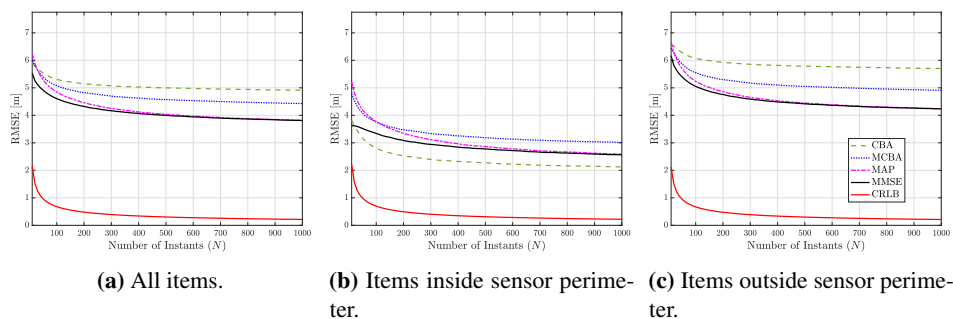 7
6
5
4
3
2
1
0
RMSE [m]
100 200 300 400 500 600 700 800 900 1000
Number of Instants (N)
7
6
5
4
3
2
1
0
RMSE [m]
100 200 300 400 500 600 700 800 900 1000
Number of Instants (N)
7
6
5
4
3
2
1
0
RMSE [m]
100 200 300 400 500 600 700 800 900 1000
Number of Instants (N)
CBA
MCBA
MAP
MMSE
CRLB
(a) All items.
(b) Items inside sensor perime-
ter.
(c) Items outside sensor perime-
ter.